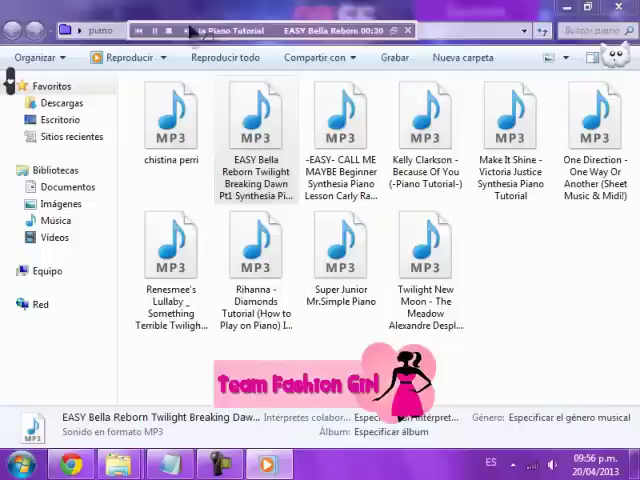 piano
ia Piano Tutorial EASY Bella Reborn 00:30
Buscar piano
Organizar
Reproducir
Reproducir todo
Compartir con
Grabar
Nueva carpeta
Favoritos
Descargas
Escritorio
Sitios recientes
Bibliotecas
Documentos
Imágenes
Música
Vídeos
Equipo
Red
MP3
chistina perri
MP3
EASY Bella
Reborn Twilight
Breaking Dawn
Pt1 Synthesia Pi...
MP3
-EASY- CALL ME
MAYBE Beginner
Synthesia Piano
Lesson Carly Ra...
MP3
Kelly Clarkson -
Because Of You
(-Piano Tutorial-)
MP3
Make It Shine -
Victoria Justice
Synthesia Piano
Tutorial
MP3
One Direction -
One Way Or
Another (Sheet
Music & Midi!)
MP3
Renesmee's
Lullaby _
Something
Terrible Twiligh...
MP3
Rihanna -
Diamonds
Tutorial (How to
Play on Piano) I...
MP3
Super Junior
Mr.Simple Piano
MP3
Twilight New
Moon - The
Meadow
Alexandre Despl...
Team Fashion Girl
MP3
EASY Bella Reborn Twilight Breaking Daw... Intérpretes colabor... Género: Especificar el género musical
Sonido en formato MP3 Álbum: Especificar álbum
ES
09:56 p.m.
20/04/2013